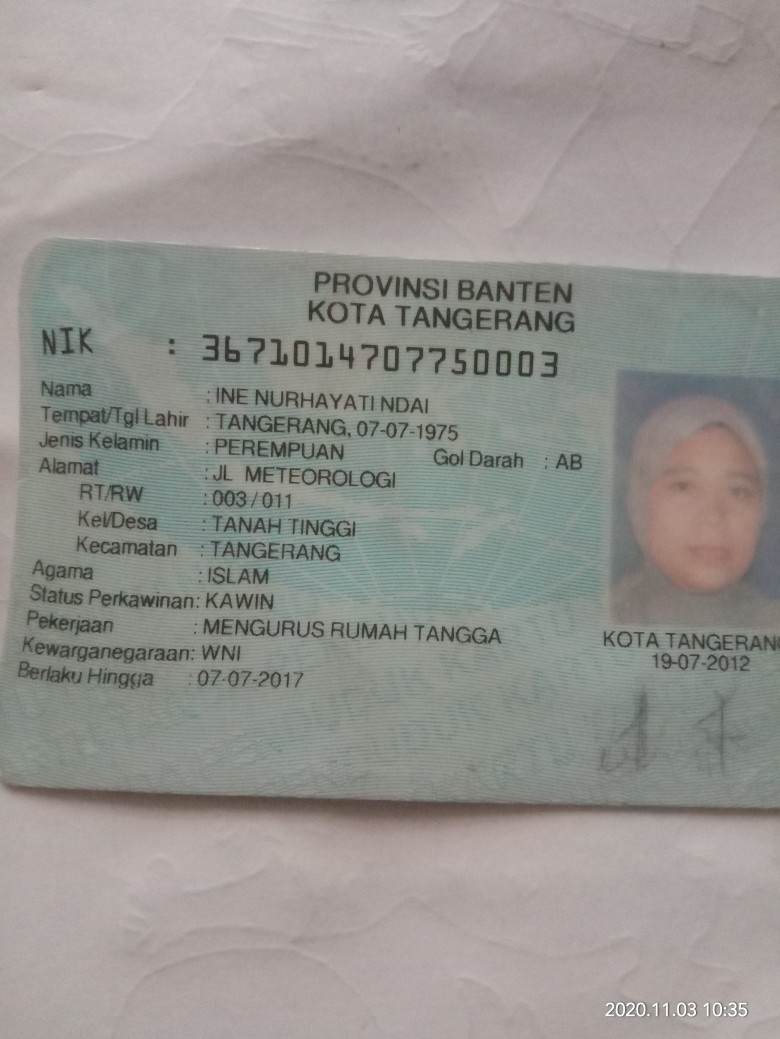 PROVINSI BANTEN
KOTA TANGERANG
NIK : 3671014707750003
Nama : INE NURHAYATI NDAI
Tempat/Tgl Lahir : TANGERANG, 07-07-1975
Jenis Kelamin : PEREMPUAN Gol Darah : AB
Alamat : JL METEOROLOGI
RT/RW : 003 / 011
Kel/Desa : TANAH TINGGI
Kecamatan : TANGERANG
Agama : ISLAM
Status Perkawinan: KAWIN
Pekerjaan : MENGURUS RUMAH TANGGA
Kewarganegaraan: WNI
Berlaku Hingga : 07-07-2017
KOTA TANGERANG
19-07-2012
2020.11.03 10:35